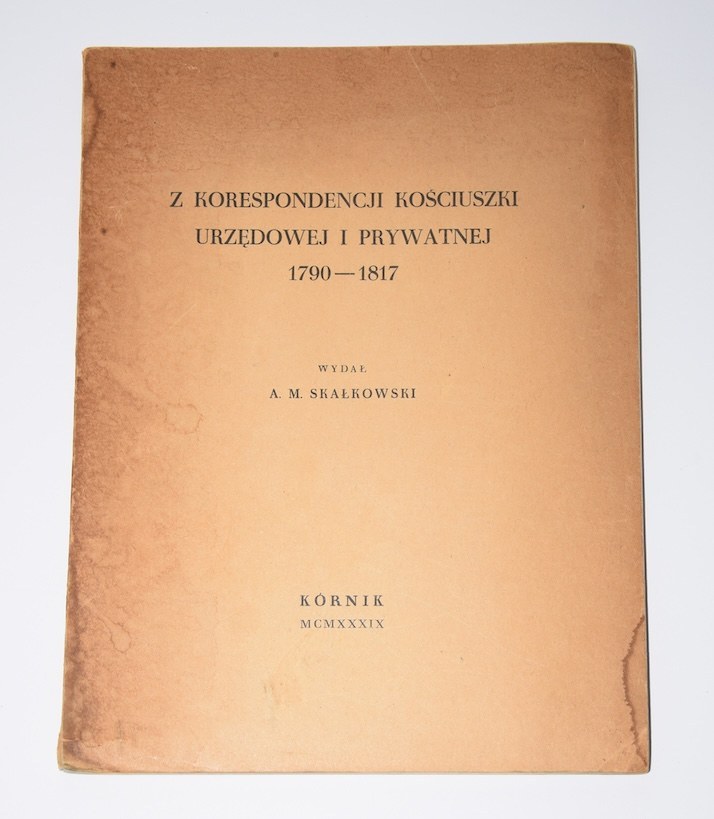 Z KORESPONDENCJI KOŚCIUSZKI
URZĘDOWEJ I PRYWATNEJ
1790—1817
WYDAŁ
A. M. SKAŁKOWSKI
KÓRNIK
MCMXXXIX